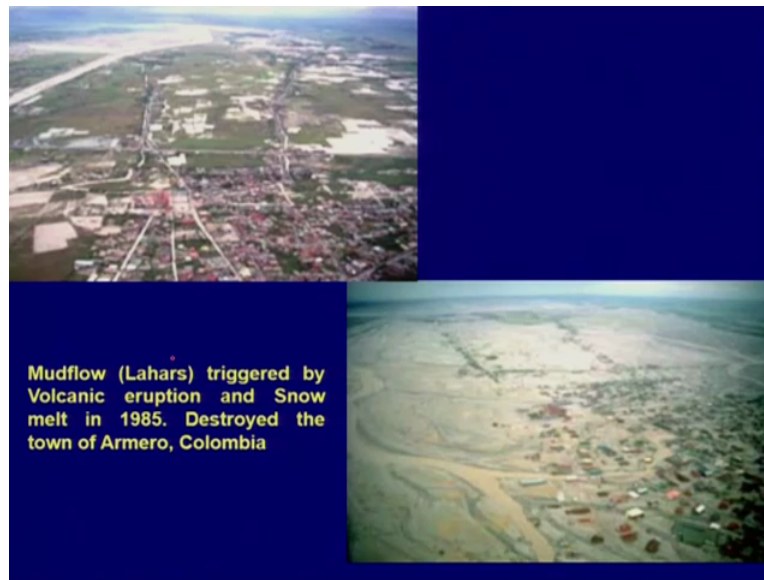 Mudflow (Lahars) triggered by
Volcanic eruption and Snow
melt in 1985. Destroyed the
town of Armero, Colombia